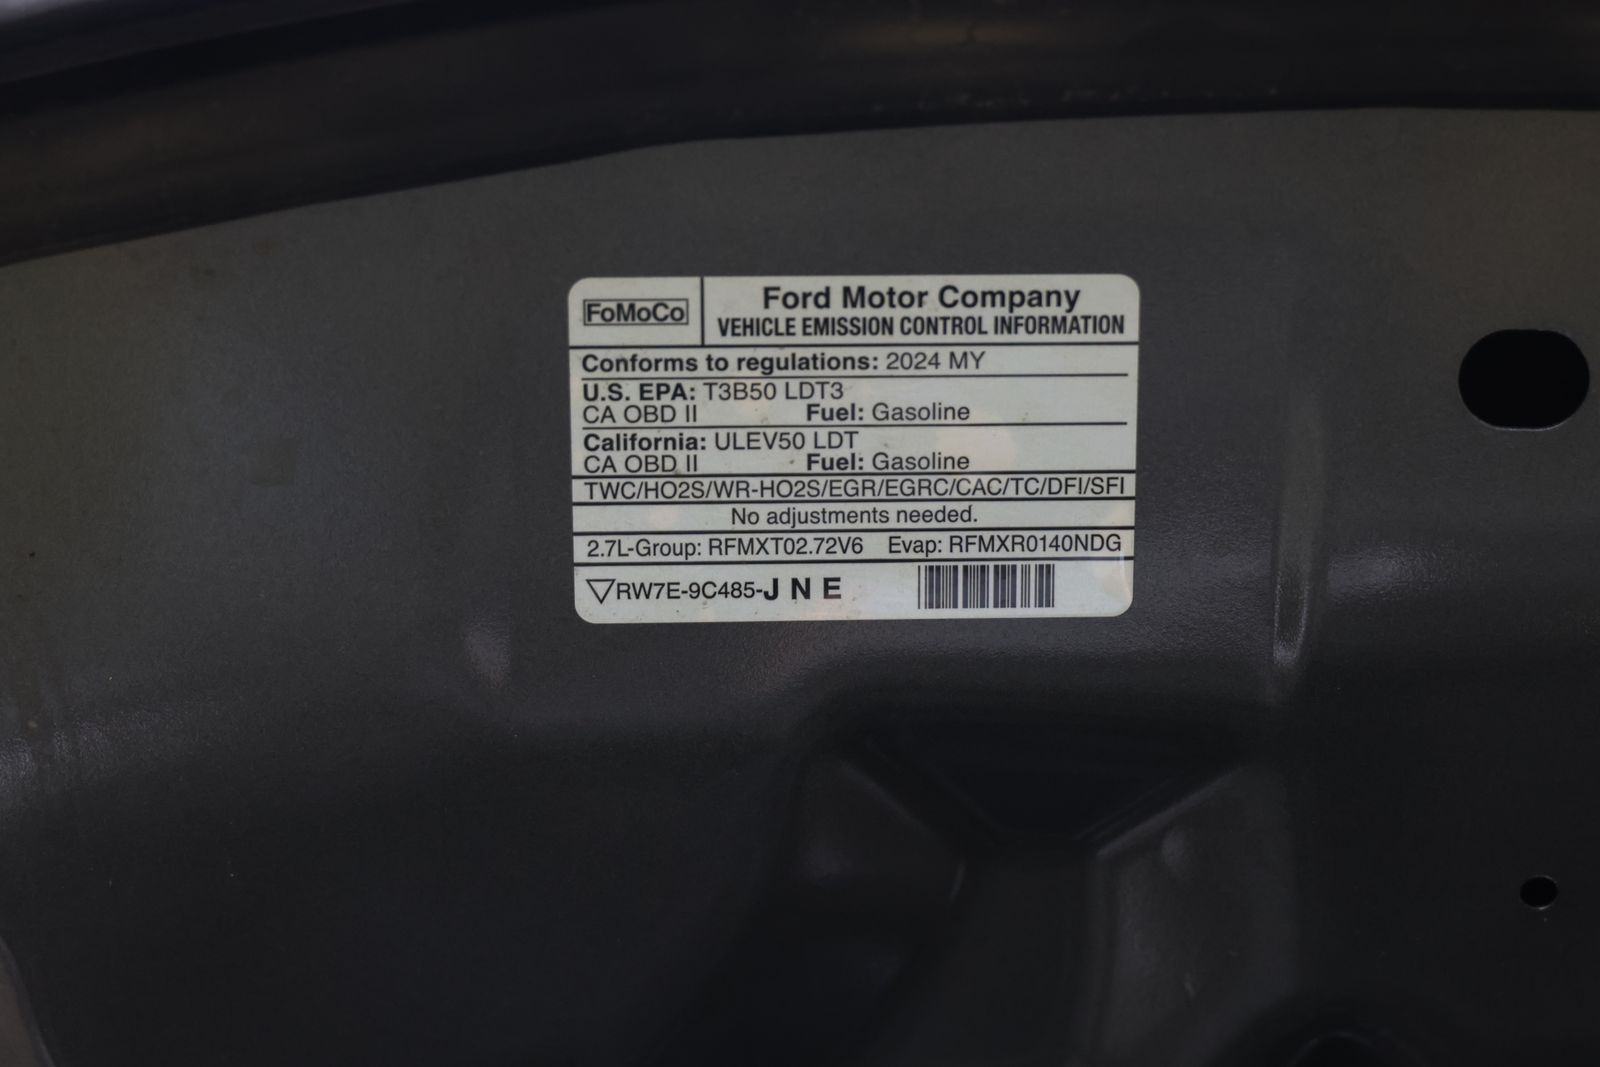 FoMoCo
Ford Motor Company
VEHICLE EMISSION CONTROL INFORMATION
Conforms to regulations: 2024 MY
U.S. EPA: T3B50 LDT3
CA OBD II Fuel: Gasoline
California: ULEV50 LDT
CA OBD II Fuel: Gasoline
TWC/HO2S/WR-HO2S/EGR/EGRC/CAC/TC/DFI/SFI
No adjustments needed.
2.7L-Group: RFMXT02.72V6 Evap: RFMXR0140NDG
RW7E-9C485-J N E